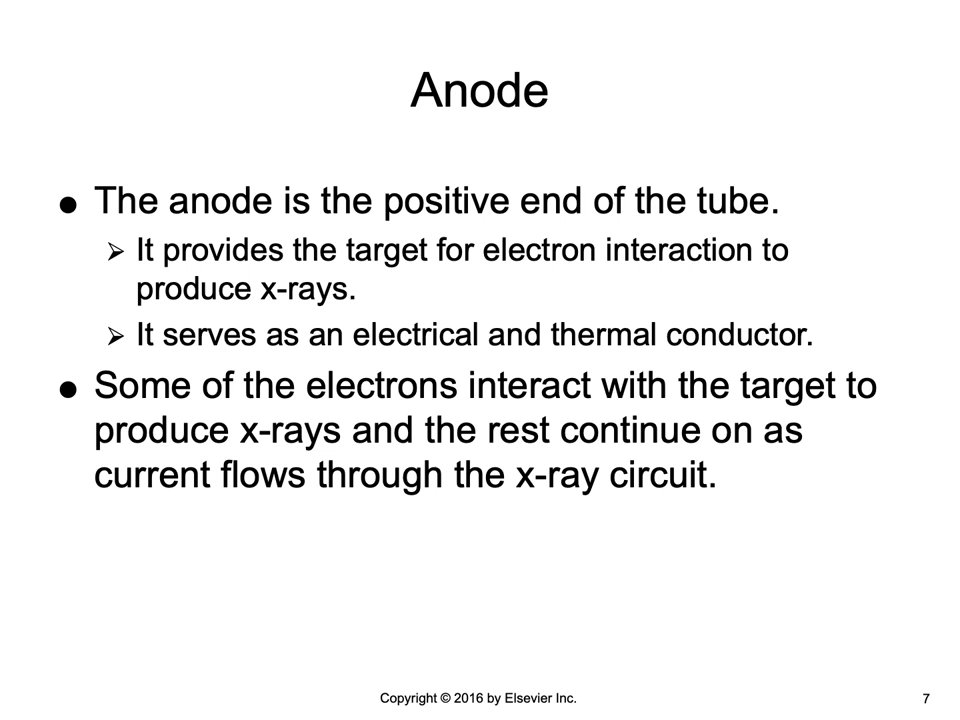 Anode
● The anode is the positive end of the tube.
➢ It provides the target for electron interaction to
produce x-rays.
➢ It serves as an electrical and thermal conductor.
● Some of the electrons interact with the target to
produce x-rays and the rest continue on as
current flows through the x-ray circuit.
Copyright © 2016 by Elsevier Inc.
7